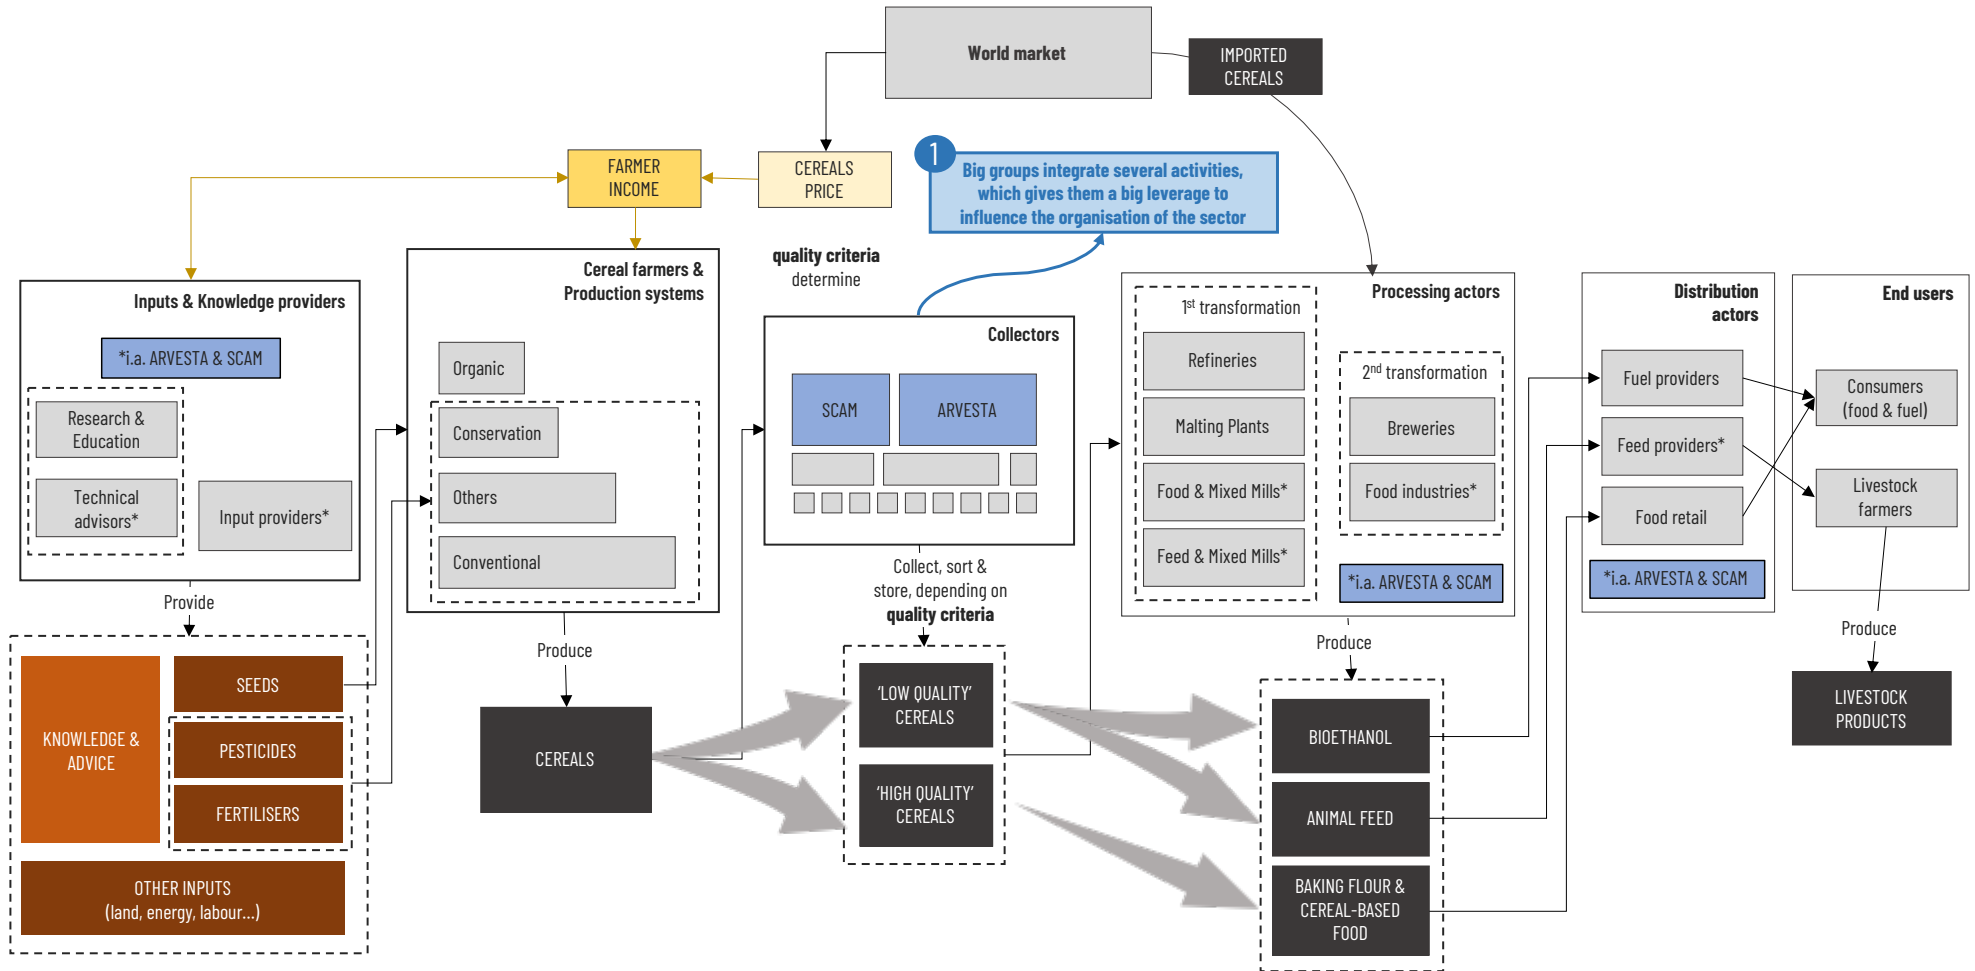 World market
IMPORTED
CEREALS
FARMER
INCOME
CEREALS
PRICE
1
Big groups integrate several activities,
which gives them a big leverage to
influence the organisation of the sector
quality criteria
determine
Inputs & Knowledge providers
*i.a. ARVESTA & SCAM
Research &
Education
Technical
advisors*
Input providers*
Provide
KNOWLEDGE &
ADVICE
SEEDS
PESTICIDES
FERTILISERS
OTHER INPUTS
(land, energy, labour...)
Cereal farmers &
Production systems
Organic
Conservation
Others
Conventional
Produce
CEREALS
Collectors
SCAM
ARVESTA
Collect, sort &
store, depending on
quality criteria
'LOW QUALITY'
CEREALS
'HIGH QUALITY'
CEREALS
Processing actors
1st transformation
Refineries
Malting Plants
Food & Mixed Mills*
Feed & Mixed Mills*
2nd transformation
Breweries
Food industries*
*i.a. ARVESTA & SCAM
Produce
BIOETHANOL
ANIMAL FEED
BAKING FLOUR &
CEREAL-BASED
FOOD
Distribution
actors
Fuel providers
Feed providers*
Food retail
*i.a. ARVESTA & SCAM
End users
Consumers
(food & fuel)
Livestock
farmers
Produce
LIVESTOCK
PRODUCTS